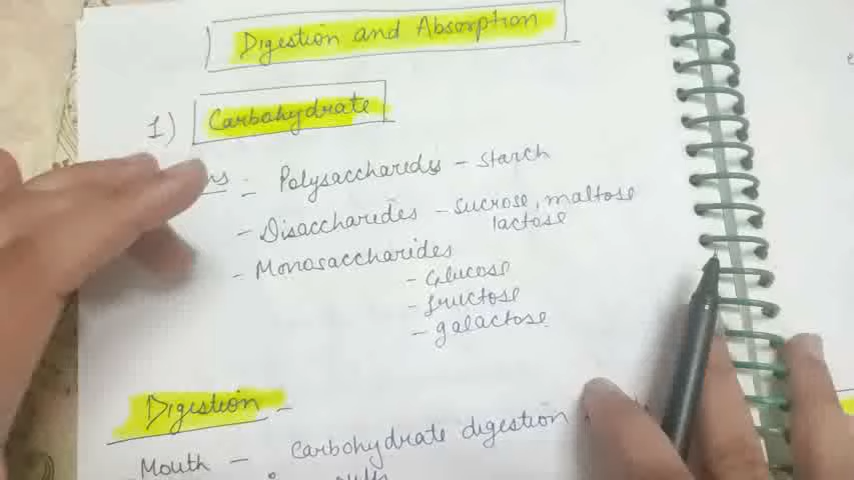 Digestion and Absorption
1) Carbohydrate
- Polysaccharides - starch
- Disaccharides - sucrose, maltose
lactose
- Monosaccharides
- Glucose
- fructose
- galactose
Digestion -
Mouth - Carbohydrate digestion